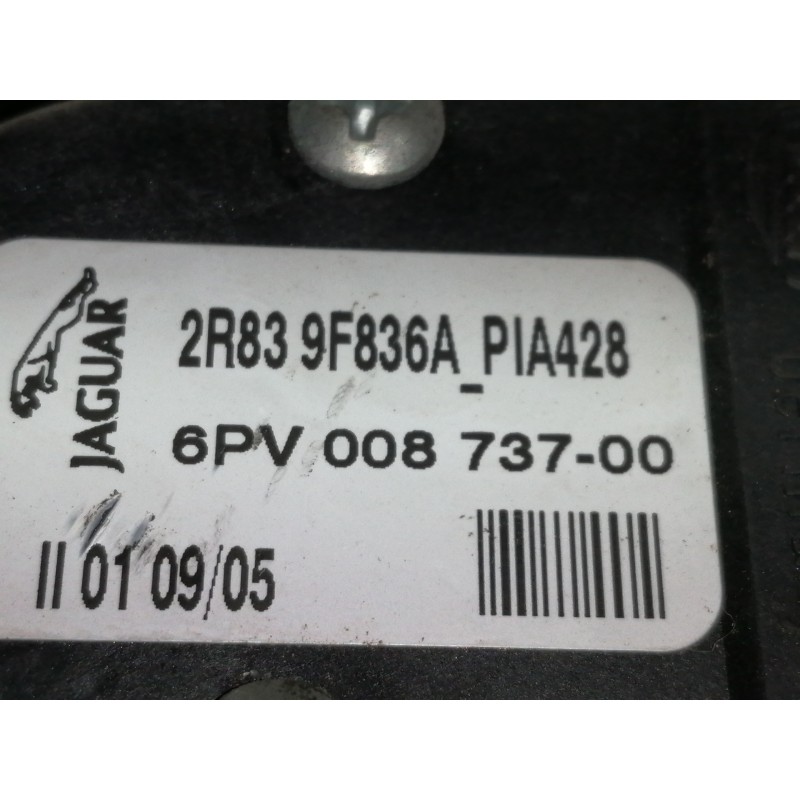 JAGUAR
2R83 9F836A_PIA428
6PV 008 737-00
II 01 09/05